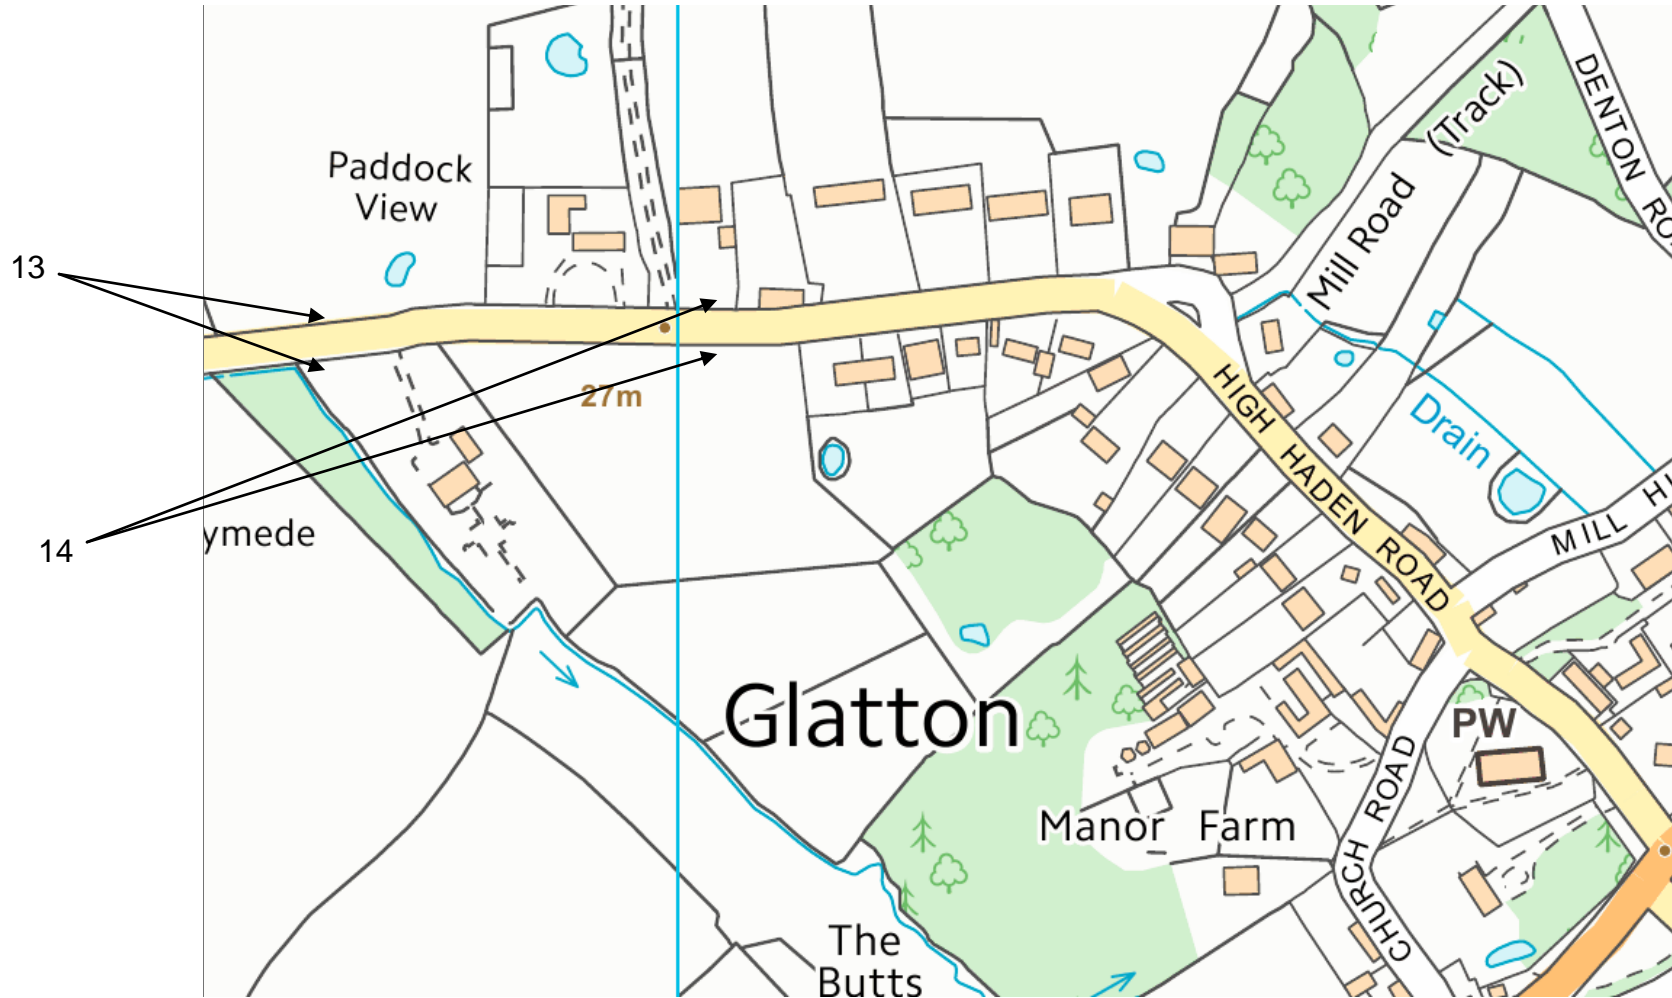 DENTON RO
(Track)
Paddock
View
Mill Road
13
27m
HIGH HADEN ROAD
Drain
MILL HI
14
ymede
Glatton
PW
CHURCH ROAD
Manor Farm
The
Butts